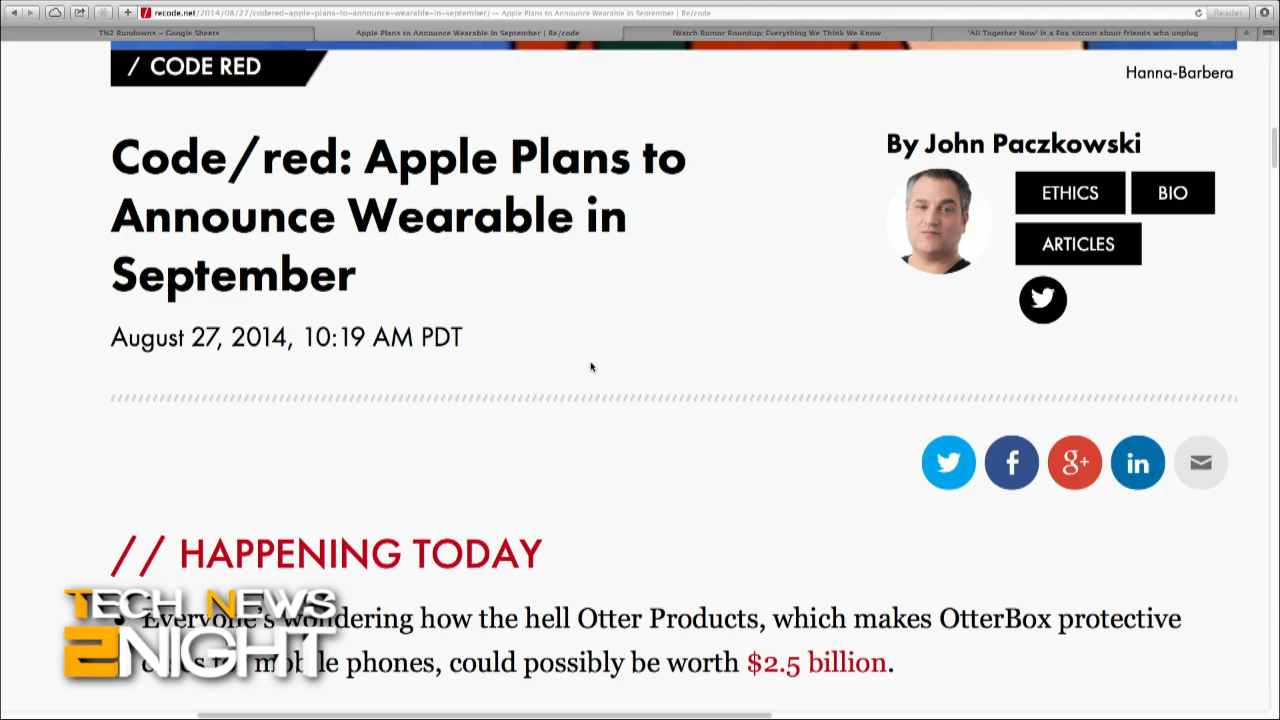 recode.net/2014/08/27/codered-apple-plans-to-announce-wearable-in-september/ — Apple Plans to Announce Wearable in September | Re/code
Reader
TN2 Rundowns - Google Sheets
Apple Plans to Announce Wearable in September | Re/code
iWatch Rumor Roundup: Everything We Think We Know
'All Together Now' is a Fox sitcom about friends who unplug
/ CODE RED
Hanna-Barbera
Code/red: Apple Plans to
Announce Wearable in
September
August 27, 2014, 10:19 AM PDT
By John Paczkowski
ETHICS
BIO
ARTICLES
f
g+
in
// HAPPENING TODAY
Everyone's wondering how the hell Otter Products, which makes OtterBox protective
mobile phones, could possibly be worth $2.5 billion.
TECH NEWS
2NIGHT